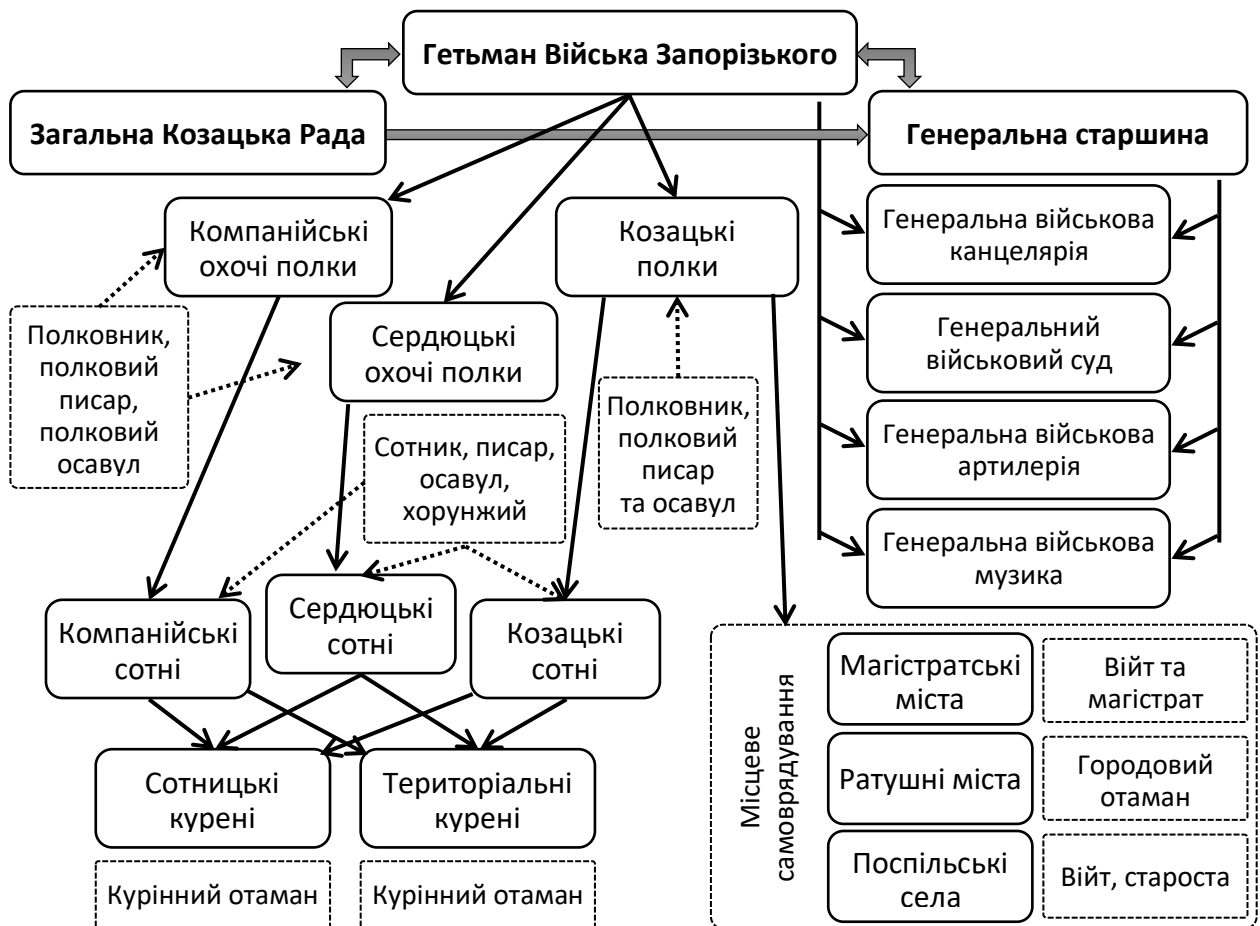 Гетьман Війська Запорізького
Загальна Козацька Рада
Генеральна старшина
Компанійські
охочі полки
Козацькі
полки
Генеральна військова
канцелярія
Полковник,
полковий
писар,
полковий
осавул
Сердюцькі
охочі полки
Генеральний
військовий суд
Сотник, писар,
осавул,
хорунжий
Полковник,
полковий
писар
та осавул
Генеральна військова
артилерія
Генеральна військова
музика
Компанійські
сотні
Сердюцькі
сотні
Козацькі
сотні
Сотницькі
курені
Територіальні
курені
Курінний отаман
Курінний отаман
Місцеве
самоврядування
Магістратські
міста
Війт та
магістрат
Ратушні міста
Городовий
отаман
Поспільські
села
Війт, староста